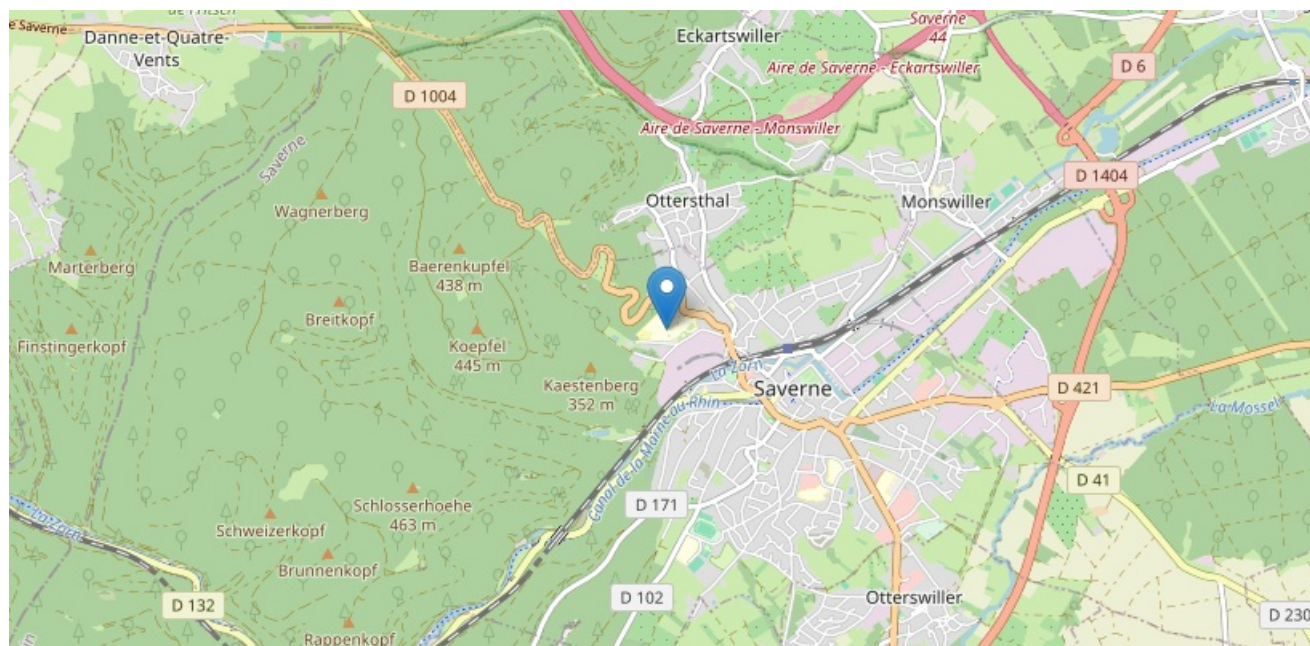 de Saverne
Danne-et-Quatre-
Vents
D 1004
Eckartswiller
Saverne
44
Aire de Saverne - Eckartswiller
D 6
Aire de Saverne - Monswiller
Saverne
Wagnerberg
Ottersthal
Monswiller
D 1404
Marterberg
Baerenkupfel
438 m
Breitkopf
Finstingerkopf
Koepfel
445 m
La Zorn
Kaestenberg
352 m
Saverne
D 421
La Mossel
Canal de la Marne au Rhin
D 41
Schlosserhoehe
463 m
D 171
La Zorn
Schweizerkopf
Brunnenkopf
D 132
D 102
Otterswiller
D 230
Rappenkopf